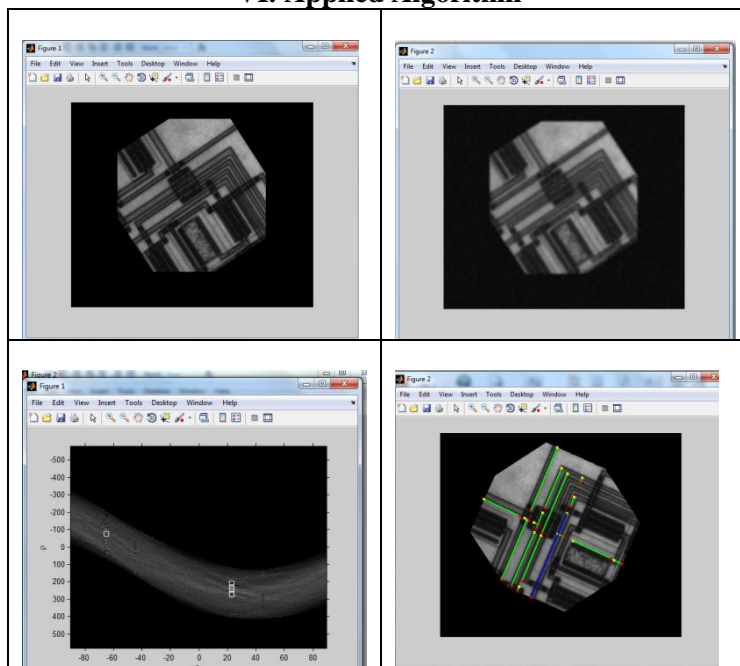 VI. Applied Algorithm
Figure 1
File Edit View Insert Tools Desktop Window Help
Figure 2
File Edit View Insert Tools Desktop Window Help
Figure 2
Figure 1
File Edit View Insert Tools Desktop Window Help
-500
-400
-300
-200
-100
0
100
200
300
400
500
ρ
-80 -60 -40 -20 0 20 40 60 80
Figure 2
File Edit View Insert Tools Desktop Window Help